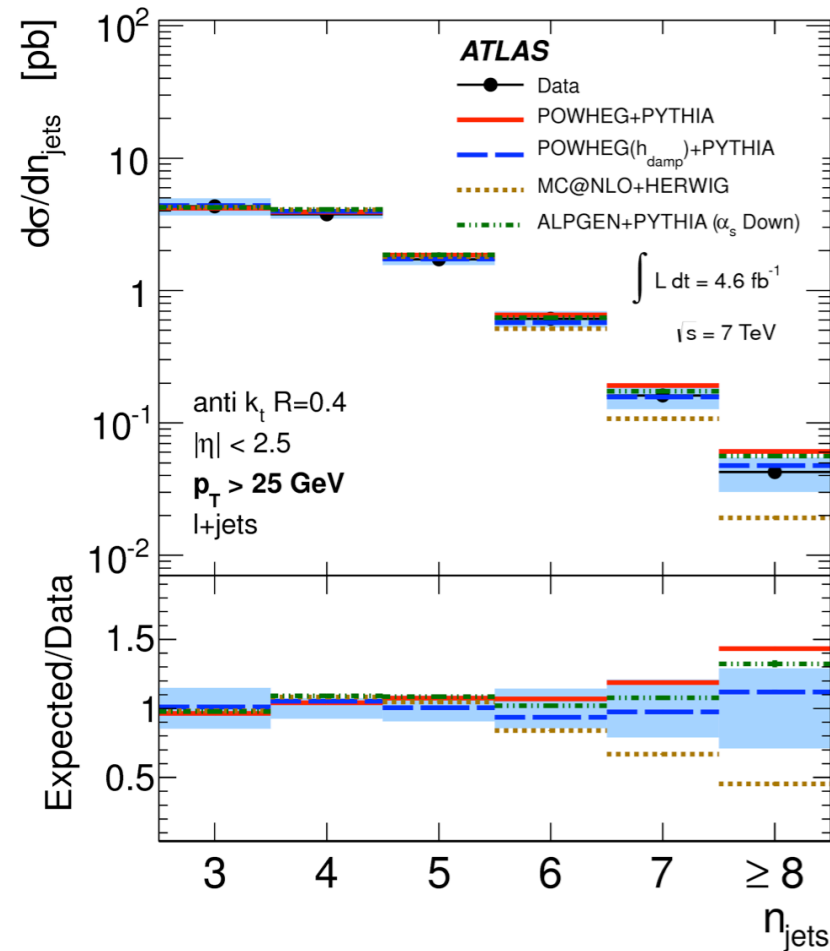 dσ/dn_jets [pb]
10²
10
1
10⁻¹
10⁻²
ATLAS
Data
POWHEG+PYTHIA
POWHEG(h_damp)+PYTHIA
MC@NLO+HERWIG
ALPGEN+PYTHIA (α_s Down)
∫ L dt = 4.6 fb⁻¹
√s = 7 TeV
anti k_t R=0.4
|η| < 2.5
p_T > 25 GeV
l+jets
Expected/Data
1.5
1
0.5
3 4 5 6 7 ≥ 8
n_jets